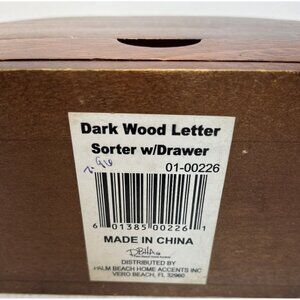 Dark Wood Letter
Sorter w/Drawer
01-00226
6 01385 00226 1
MADE IN CHINA
DISTRIBUTED BY
PALM BEACH HOME ACCENTS INC
VERO BEACH, FL 32960